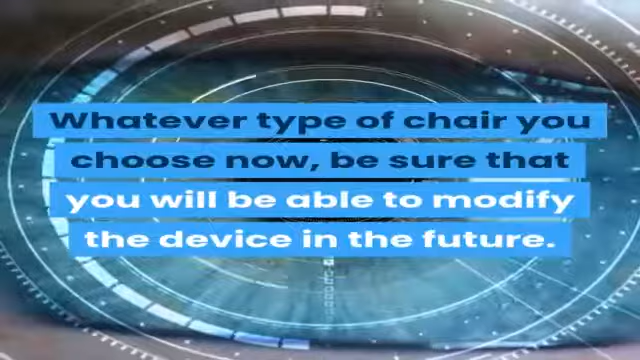 Whatever type of chair you
choose now, be sure that
you will be able to modify
the device in the future.